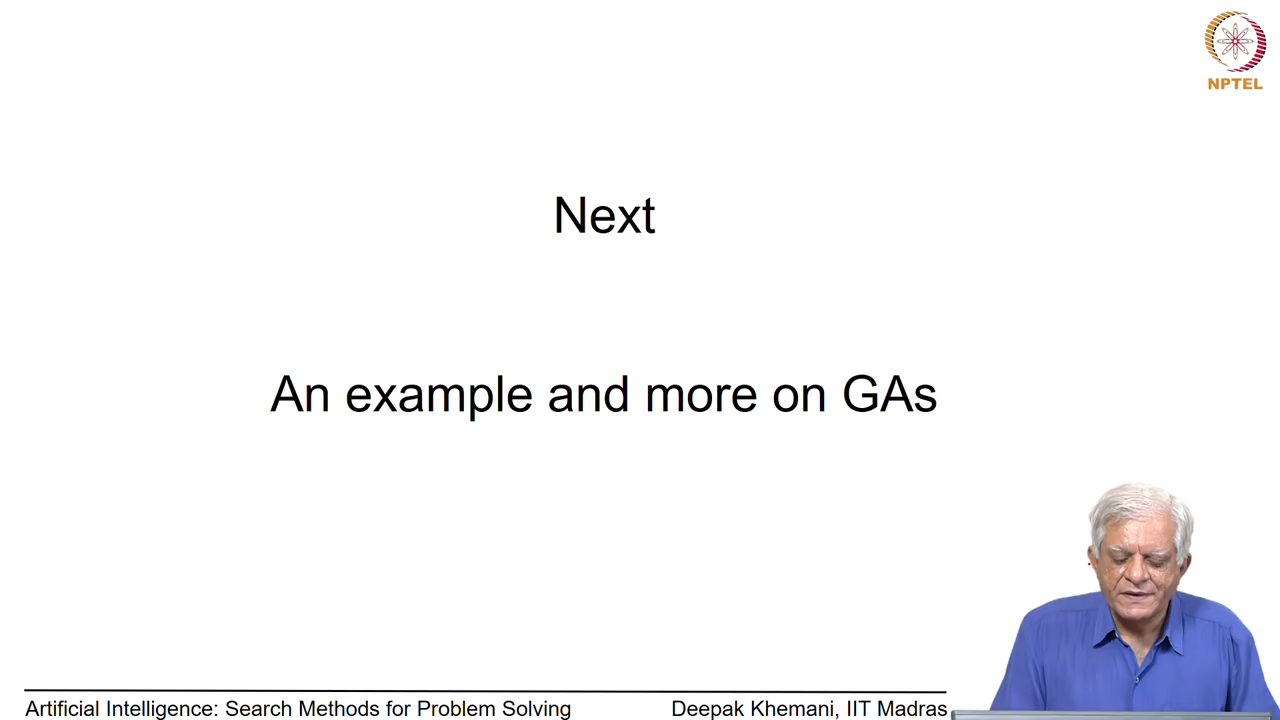 NPTEL
Next
An example and more on GAs
Artificial Intelligence: Search Methods for Problem Solving
Deepak Khemani, IIT Madras